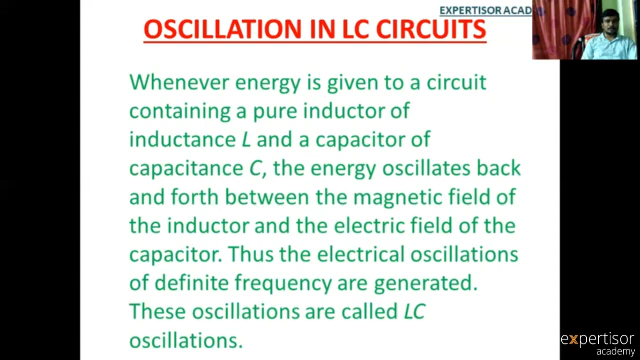 EXPERTISOR ACAD
OSCILLATION IN LC CIRCUITS
Whenever energy is given to a circuit
containing a pure inductor of
inductance L and a capacitor of
capacitance C, the energy oscillates back
and forth between the magnetic field of
the inductor and the electric field of the
capacitor. Thus the electrical oscillations
of definite frequency are generated.
These oscillations are called LC
oscillations.
expertisor
academy